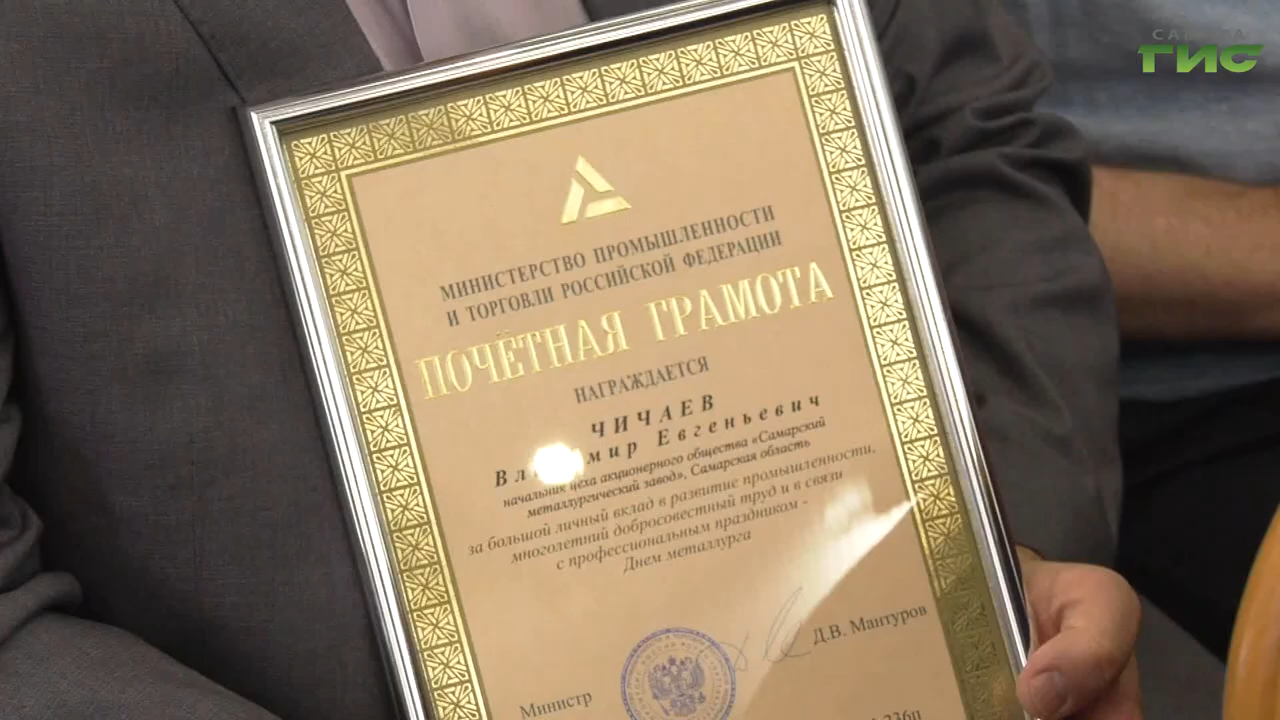 САМАРА
ГИС
МИНИСТЕРСТВО ПРОМЫШЛЕННОСТИ
И ТОРГОВЛИ РОССИЙСКОЙ ФЕДЕРАЦИИ
ПОЧЁТНАЯ ГРАМОТА
НАГРАЖДАЕТСЯ
ЧИЧАЕВ
Евгеньевич
начальник цеха акционерного общества «Самарский
металлургический завод», Самарская область
за большой личный вклад в развитие промышленности,
многолетний добросовестный труд и в связи
с профессиональным праздником -
Днем металлурга
Министр
Д.В. Мантуров